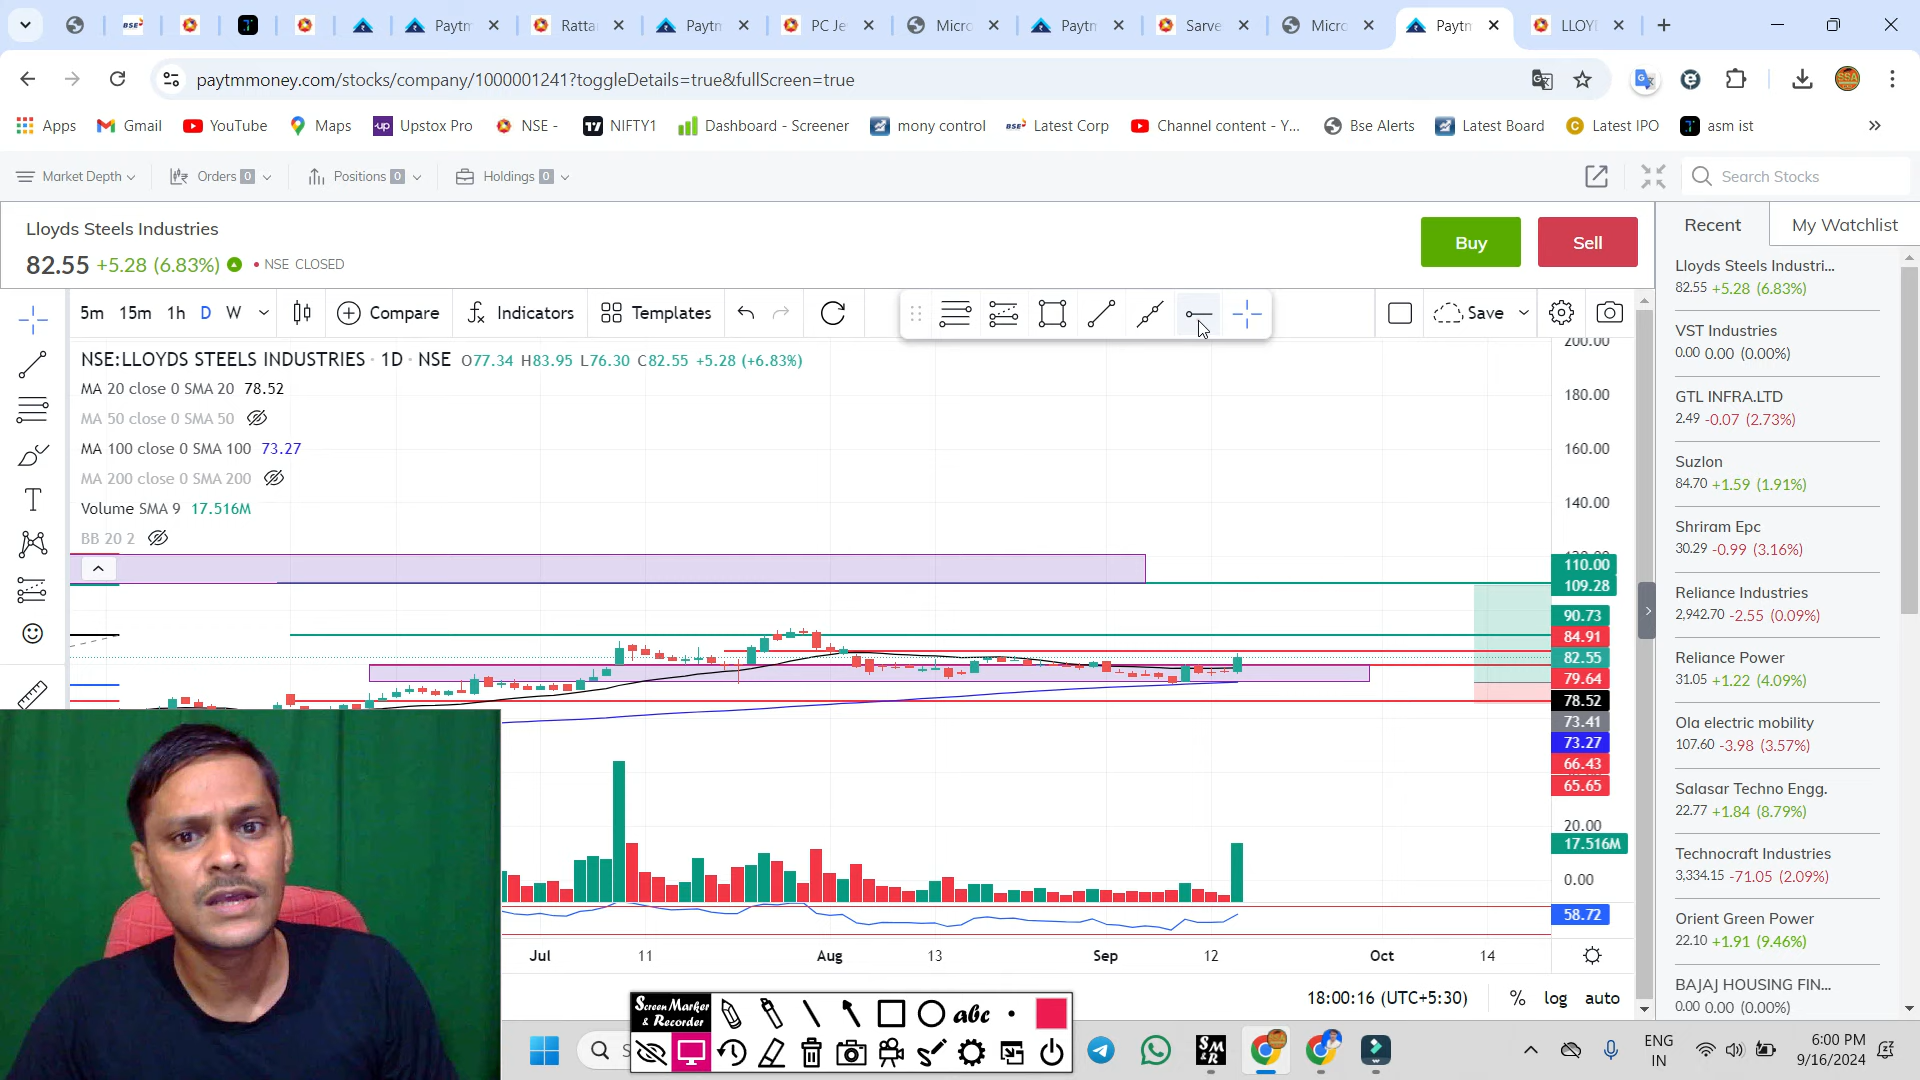 Paytm
Ratta
Paytm
PC Je
Micro
Paytm
Sarve
Micro
Paytm
LLOY
paytmmoney.com/stocks/company/1000001241?toggleDetails=true&fullScreen=true
Apps
Gmail
YouTube
Maps
Upstox Pro
NSE -
NIFTY1
Dashboard - Screener
mony control
Latest Corp
Channel content - Y...
Bse Alerts
Latest Board
Latest IPO
asm ist
Market Depth
Orders 0
Positions 0
Holdings 0
Search Stocks
Lloyds Steels Industries
82.55 +5.28 (6.83%) • NSE CLOSED
Buy
Sell
5m 15m 1h D W
Compare
Indicators
Templates
Save
NSE:LLOYDS STEELS INDUSTRIES · 1D · NSE O77.34 H83.95 L76.30 C82.55 +5.28 (+6.83%)
MA 20 close 0 SMA 20 78.52
MA 50 close 0 SMA 50
MA 100 close 0 SMA 100 73.27
MA 200 close 0 SMA 200
Volume SMA 9 17.516M
BB 20 2
200.00
180.00
160.00
140.00
110.00
109.28
90.73
84.91
82.55
79.64
78.52
73.41
73.27
66.43
65.65
20.00
17.516M
0.00
58.72
Jul 11 Aug 13 Sep 12 Oct 14
18:00:16 (UTC+5:30) % log auto
Recent
My Watchlist
Lloyds Steels Industri...
82.55 +5.28 (6.83%)
VST Industries
0.00 0.00 (0.00%)
GTL INFRA.LTD
2.49 -0.07 (2.73%)
Suzlon
84.70 +1.59 (1.91%)
Shriram Epc
30.29 -0.99 (3.16%)
Reliance Industries
2,942.70 -2.55 (0.09%)
Reliance Power
31.05 +1.22 (4.09%)
Ola electric mobility
107.60 -3.98 (3.57%)
Salasar Techno Engg.
22.77 +1.84 (8.79%)
Technocraft Industries
3,334.15 -71.05 (2.09%)
Orient Green Power
22.10 +1.91 (9.46%)
BAJAJ HOUSING FIN...
0.00 0.00 (0.00%)
Screen Marker
& Recorder
abc
ENG
IN
6:00 PM
9/16/2024